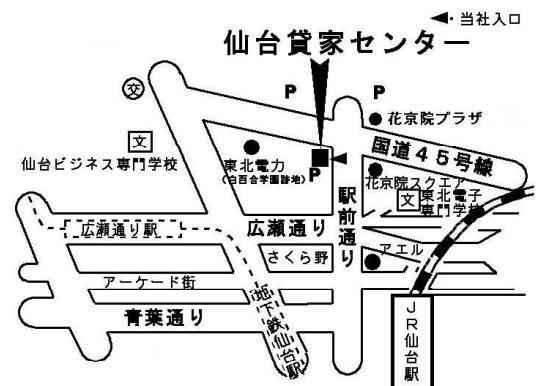 ◀・当社入口
仙台貸家センター
P
P
交
花京院プラザ
文
仙台ビジネス専門学校
東北電力
(白百合学園跡地)
P
国道45号線
花京院スクエア
文
東北電子
専門学校
駅前通り
広瀬通り駅
広瀬通り
さくら野
アエル
アーケード街
青葉通り
地下鉄仙台駅
JR仙台駅